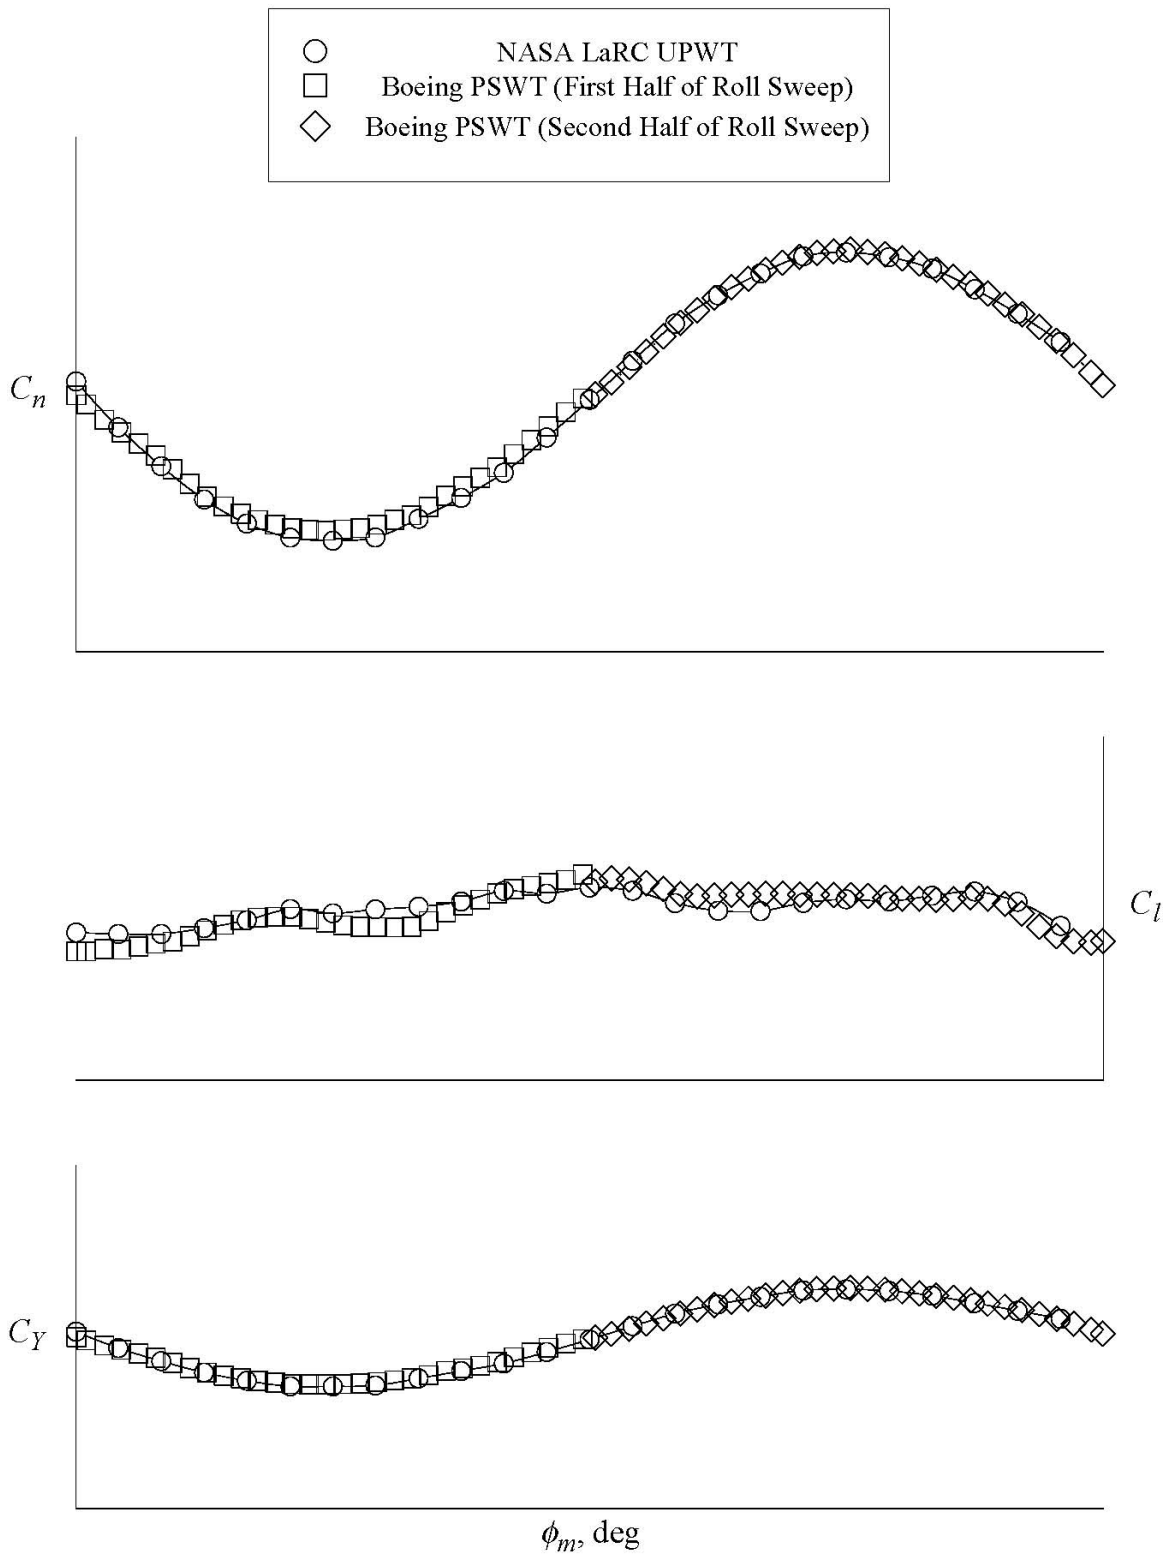 NASA LaRC UPWT
Boeing PSWT (First Half of Roll Sweep)
Boeing PSWT (Second Half of Roll Sweep)
Cn
Cl
CY
ϕm, deg